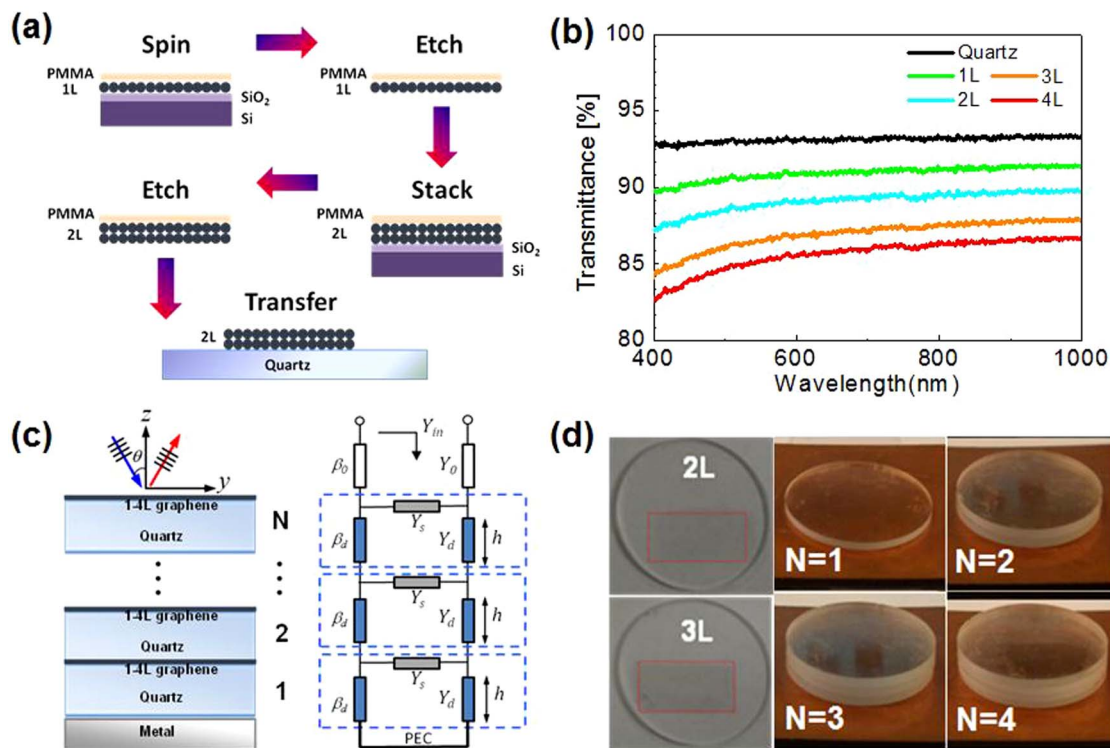 (a)
Spin
PMMA
1L
SiO₂
Si
Etch
PMMA
1L
Etch
PMMA
2L
Stack
PMMA
2L
SiO₂
Si
Transfer
2L
Quartz
(b)
Transmittance [%]
100
95
90
85
80
Quartz
1L
3L
2L
4L
400
600
800
1000
Wavelength(nm)
(c)
z
θ
y
1-4L graphene
Quartz
N
1-4L graphene
Quartz
2
1-4L graphene
Quartz
1
Metal
Yin
β0
Y0
Ys
βd
Yd
h
Ys
βd
Yd
h
Ys
βd
Yd
h
PEC
(d)
2L
N=1
N=2
3L
N=3
N=4